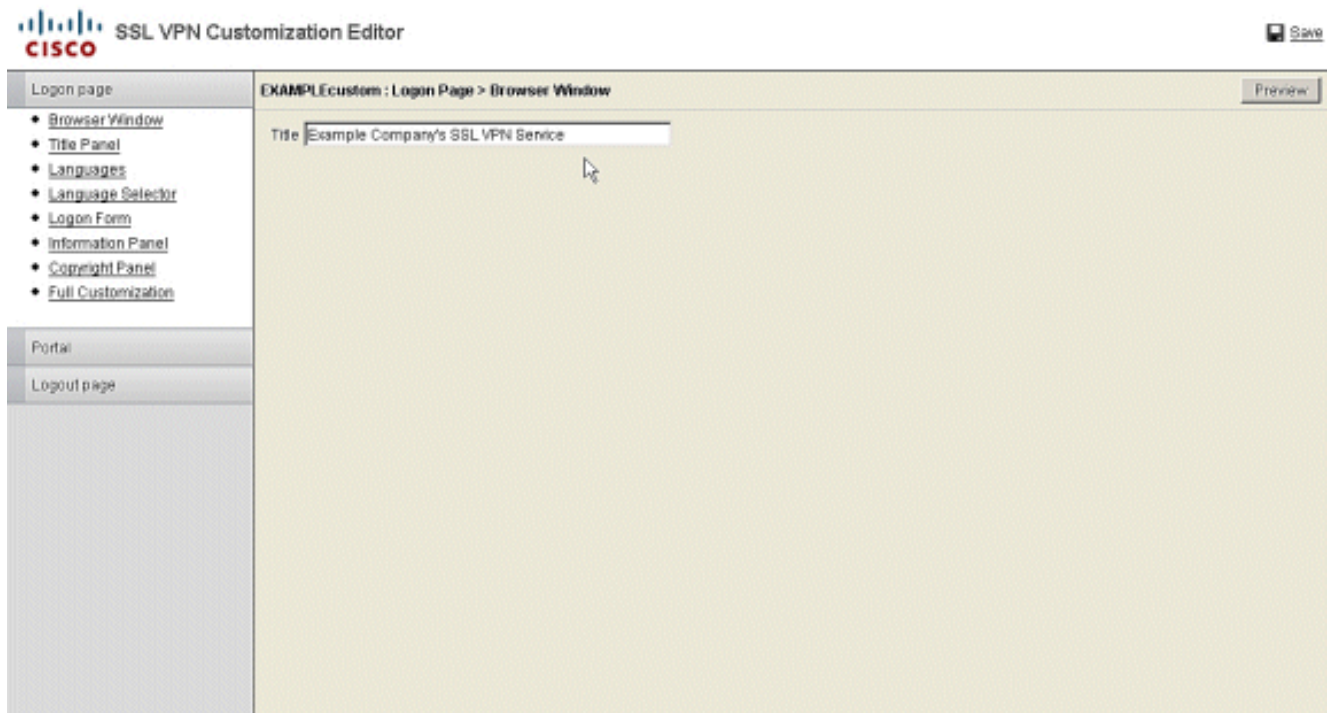 CISCO
SSL VPN Customization Editor
Save
Logon page
Browser Window
Title Panel
Languages
Language Selector
Logon Form
Information Panel
Copyright Panel
Full Customization
Portal
Logout page
EXAMPLEcustom : Logon Page > Browser Window
Preview
Title Example Company's SSL VPN Service